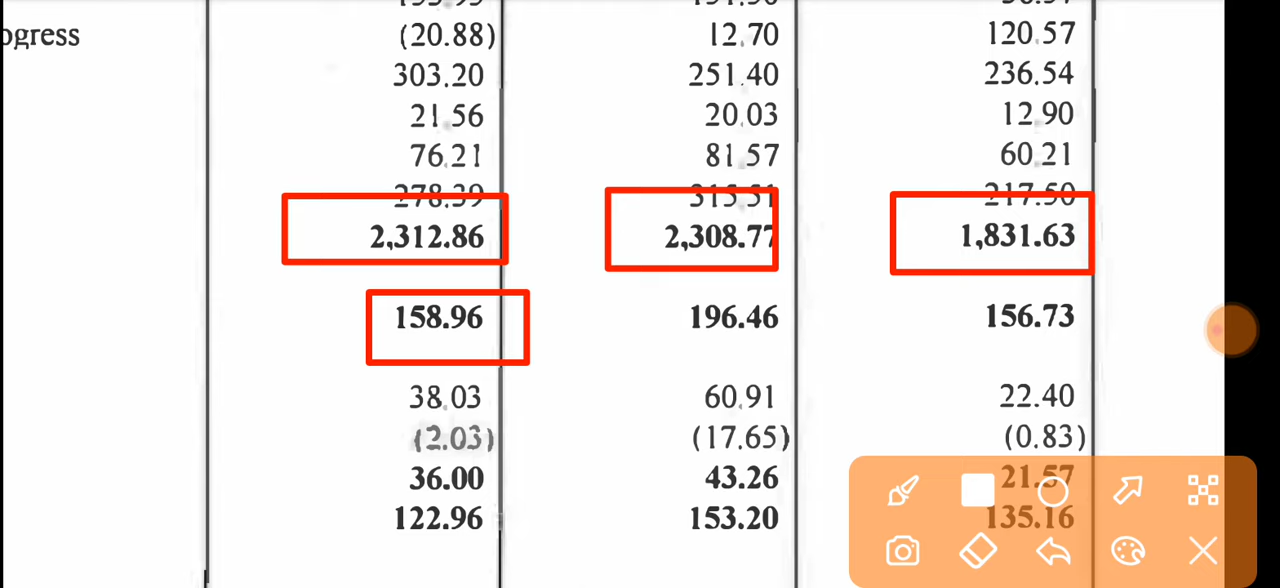 ogress (20.88) 12.70 120.57
303.20 251.40 236.54
21.56 20.03 12.90
76.21 81.57 60.21
278.39 315.51 217.50
2,312.86 2,308.77 1,831.63
158.96 196.46 156.73
38.03 60.91 22.40
(2.03) (17.65) (0.83)
36.00 43.26 21.57
122.96 153.20 135.16